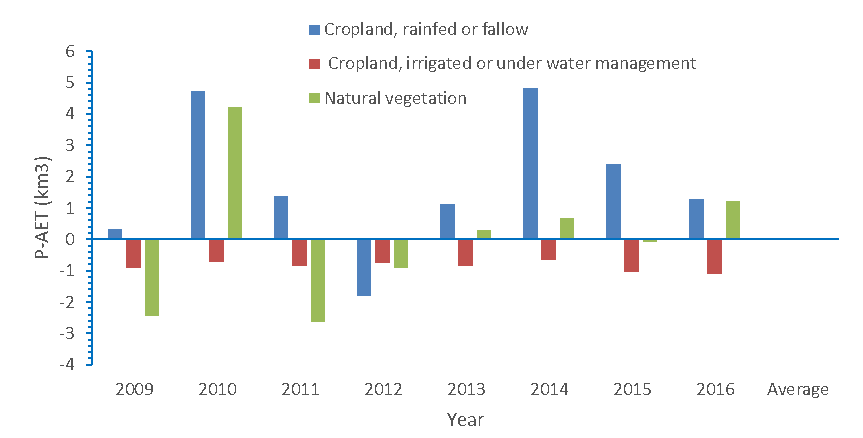 Cropland, rainfed or fallow
Cropland, irrigated or under water management
Natural vegetation
P-AET (km3)
6
5
4
3
2
1
0
-1
-2
-3
-4
2009 2010 2011 2012 2013 2014 2015 2016 Average
Year